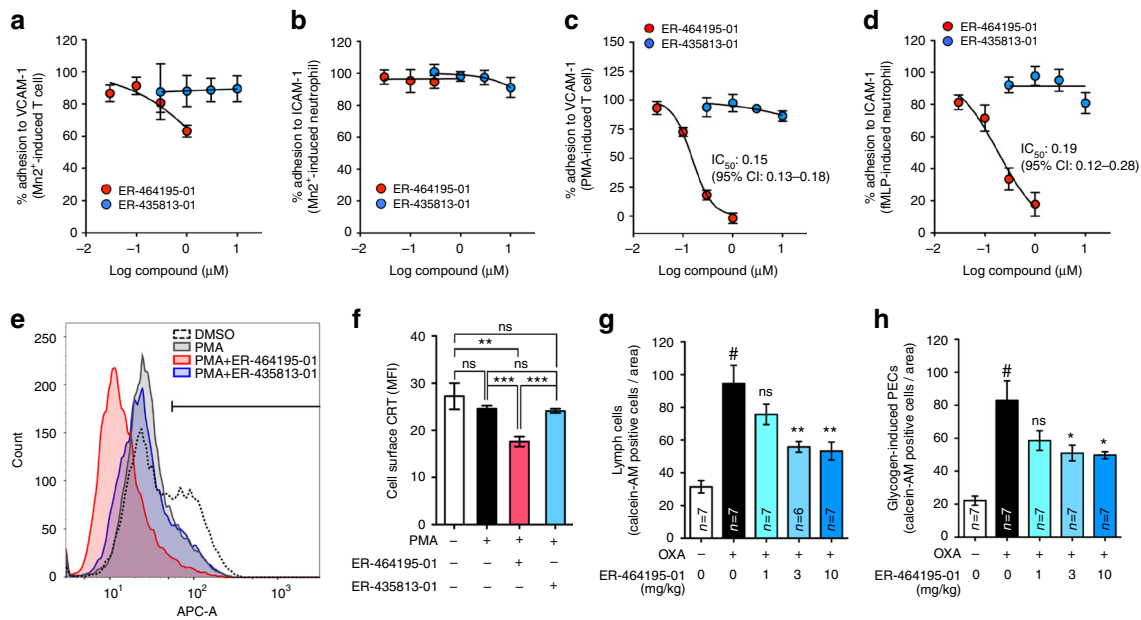 a
120
100
80
60
40
20
0
% adhesion to VCAM-1
(Mn2+-induced T cell)
ER-464195-01
ER-435813-01
–2
–1
0
1
Log compound (μM)
b
120
100
80
60
40
20
0
% adhesion to ICAM-1
(Mn2+-induced neutrophil)
ER-464195-01
ER-435813-01
–2
–1
0
1
Log compound (μM)
c
ER-464195-01
ER-435813-01
150
125
100
75
50
25
0
% adhesion to VCAM-1
(PMA-induced T cell)
IC50: 0.15
(95% CI: 0.13–0.18)
–2
–1
0
1
Log compound (μM)
d
ER-464195-01
ER-435813-01
120
100
80
60
40
20
0
% adhesion to ICAM-1
(fMLP-induced neutrophil)
IC50: 0.19
(95% CI: 0.12–0.28)
–2
–1
0
1
Log compound (μM)
e
DMSO
PMA
PMA+ER-464195-01
PMA+ER-435813-01
250
200
150
100
50
0
Count
101
102
103
APC-A
f
ns
**
ns
ns
***
***
40
30
20
10
0
Cell surface CRT (MFI)
PMA – + + +
ER-464195-01 – – + –
ER-435813-01 – – – +
g
120
100
80
60
40
20
0
Lymph cells
(calcein-AM positive cells / area)
#
ns
**
**
n=7
n=7
n=7
n=6
n=7
OXA – + + + +
ER-464195-01 0 0 1 3 10
(mg/kg)
h
120
100
80
60
40
20
0
Glycogen-induced PECs
(calcein-AM positive cells / area)
#
ns
*
*
n=7
n=7
n=7
n=7
n=7
OXA – + + + +
ER-464195-01 0 0 1 3 10
(mg/kg)